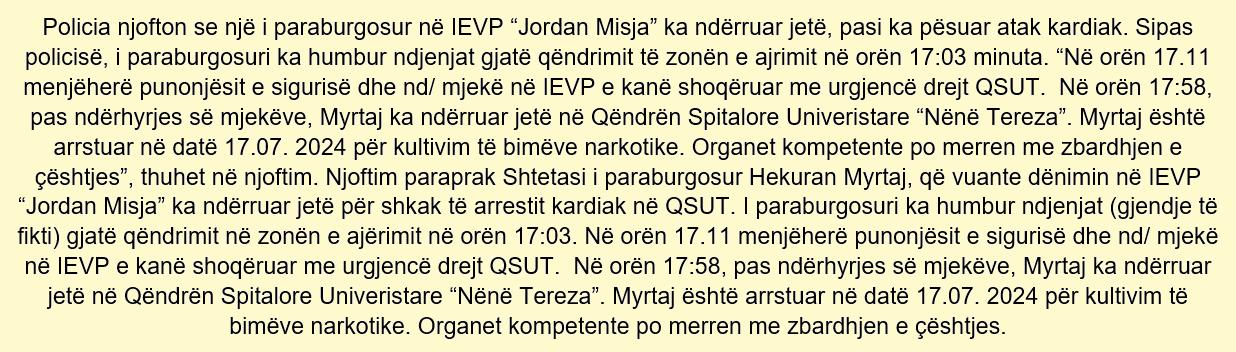 Policia njofton se një i paraburgosur në IEVP “Jordan Misja” ka ndërruar jetë, pasi ka pësuar atak kardiak. Sipas
policisë, i paraburgosuri ka humbur ndjenjat gjatë qëndrimit të zonën e ajrimit në orën 17:03 minuta. “Në orën 17.11
menjëherë punonjësit e sigurisë dhe nd/ mjekë në IEVP e kanë shoqëruar me urgjencë drejt QSUT.  Në orën 17:58,
pas ndërhyrjes së mjekëve, Myrtaj ka ndërruar jetë në Qëndrën Spitalore Univeristare “Nënë Tereza”. Myrtaj është
arrstuar në datë 17.07. 2024 për kultivim të bimëve narkotike. Organet kompetente po merren me zbardhjen e
çështjes”, thuhet në njoftim. Njoftim paraprak Shtetasi i paraburgosur Hekuran Myrtaj, që vuante dënimin në IEVP
“Jordan Misja” ka ndërruar jetë për shkak të arrestit kardiak në QSUT. I paraburgosuri ka humbur ndjenjat (gjendje të
fikti) gjatë qëndrimit në zonën e ajërimit në orën 17:03. Në orën 17.11 menjëherë punonjësit e sigurisë dhe nd/ mjekë
në IEVP e kanë shoqëruar me urgjencë drejt QSUT.  Në orën 17:58, pas ndërhyrjes së mjekëve, Myrtaj ka ndërruar
jetë në Qëndrën Spitalore Univeristare “Nënë Tereza”. Myrtaj është arrstuar në datë 17.07. 2024 për kultivim të
bimëve narkotike. Organet kompetente po merren me zbardhjen e çështjes.